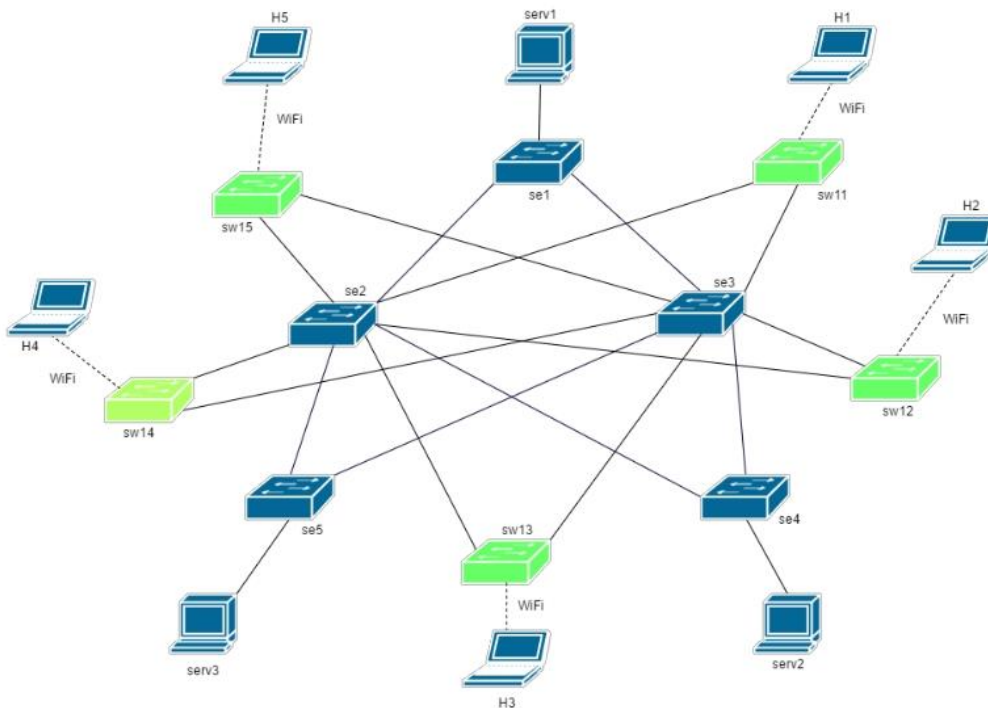 H5
serv1
H1
WiFi
WiFi
se1
sw11
H2
sw15
se3
se2
WiFi
H4
WiFi
sw12
sw14
se5
sw13
se4
WiFi
serv3
serv2
H3